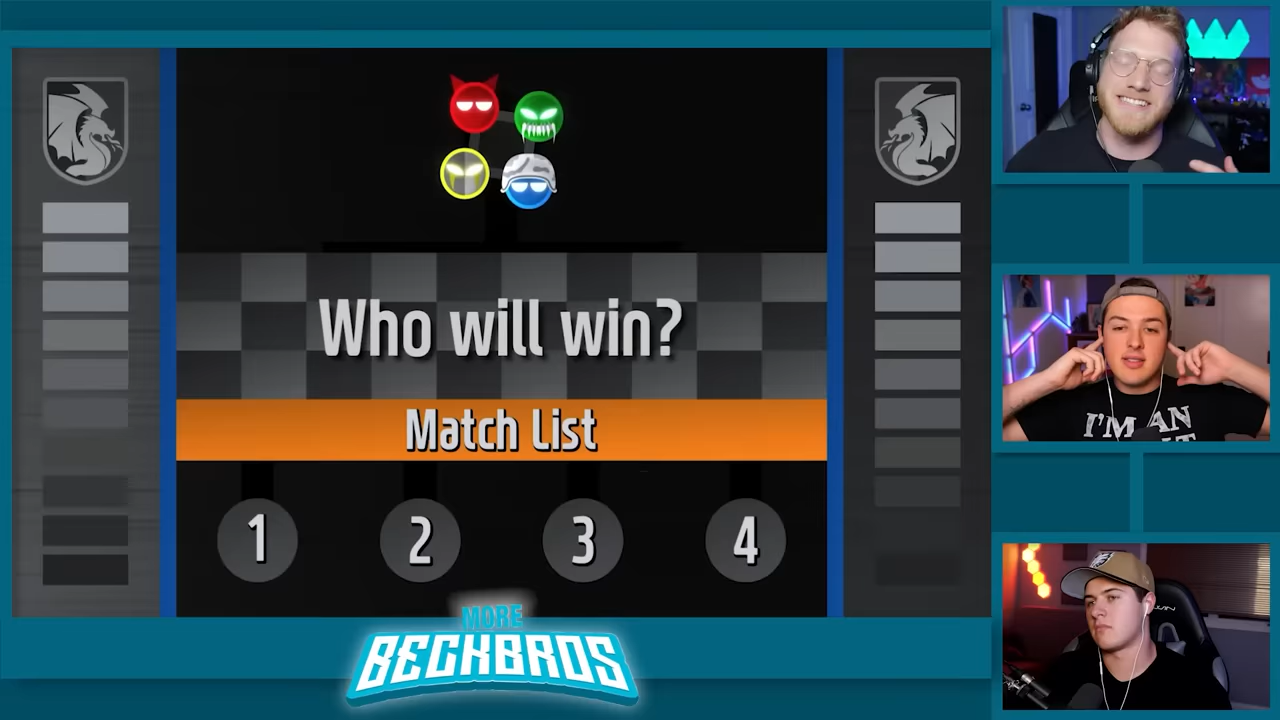 Who will win?
Match List
1 2 3 4
MORE
BECKBROS
I'M AN